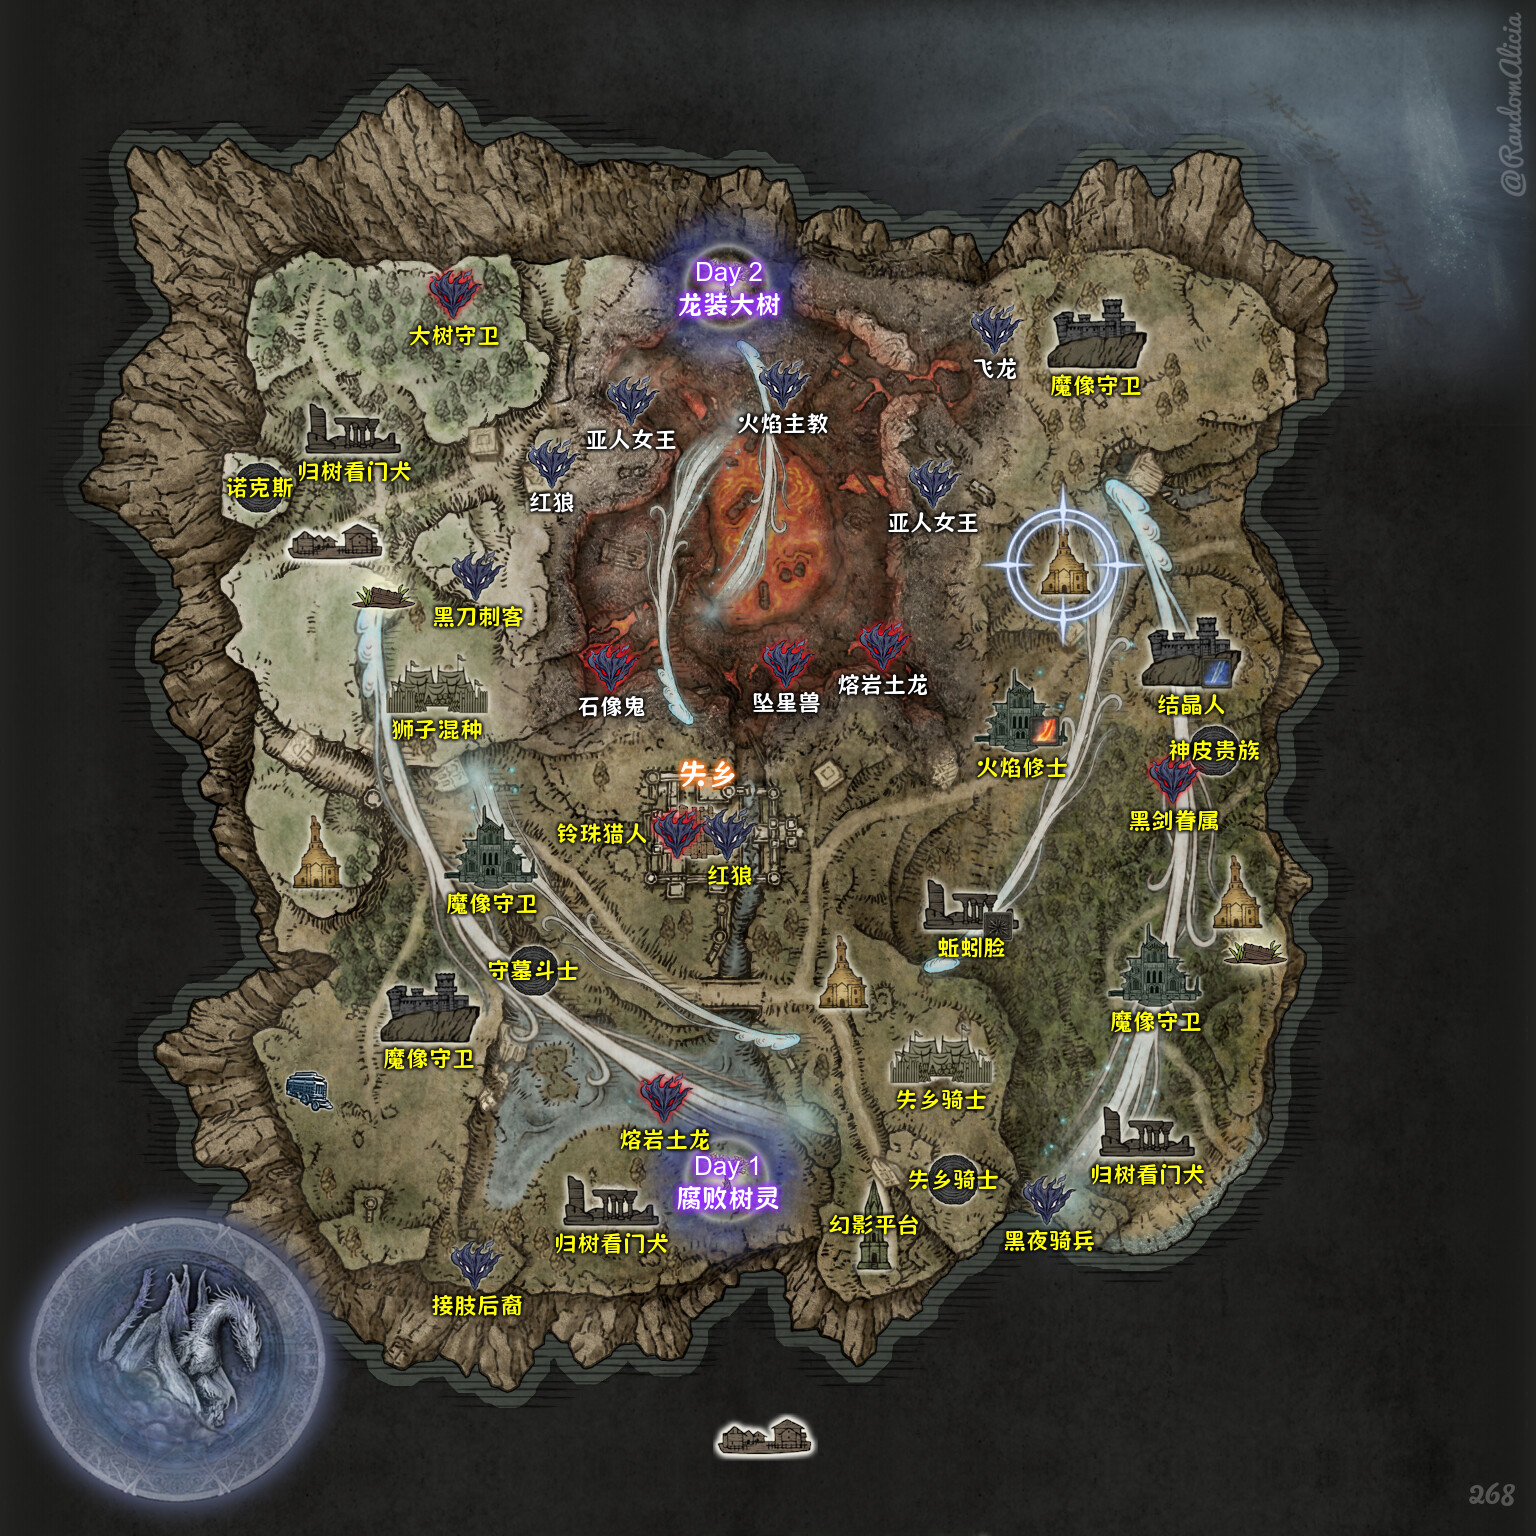 @RandomAlicia
Day 2
龙装大树
大树守卫
飞龙
魔像守卫
火焰主教
亚人女王
归树看门犬
诺克斯
红狼
亚人女王
黑刀刺客
熔岩土龙
石像鬼
坠星兽
结晶人
狮子混种
神皮贵族
火焰修士
失乡
黑剑眷属
铃珠猎人
红狼
魔像守卫
蚯蚓脸
守墓斗士
魔像守卫
魔像守卫
失乡骑士
熔岩土龙
Day 1
腐败树灵
归树看门犬
失乡骑士
幻影平台
黑夜骑兵
归树看门犬
接肢后裔
268